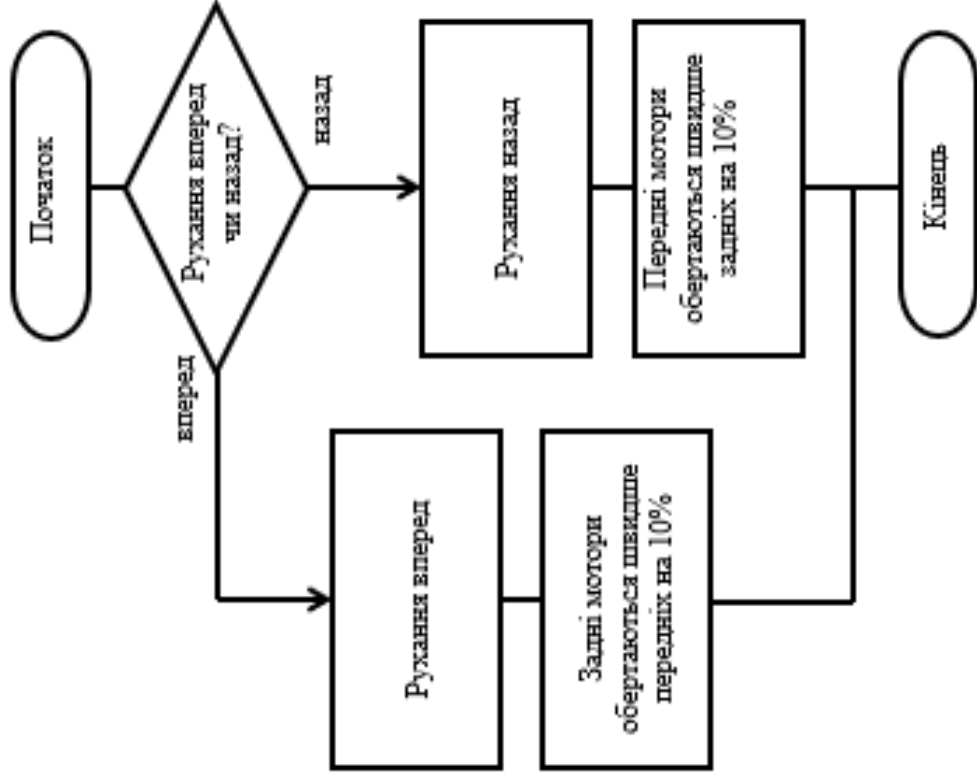 Початок
Рухання вперед
чи назад?
вперед
назад
Рухання вперед
Рухання назад
Задні мотори
обертаються швидше
передніх на 10%
Передні мотори
обертаються швидше
задніх на 10%
Кінець